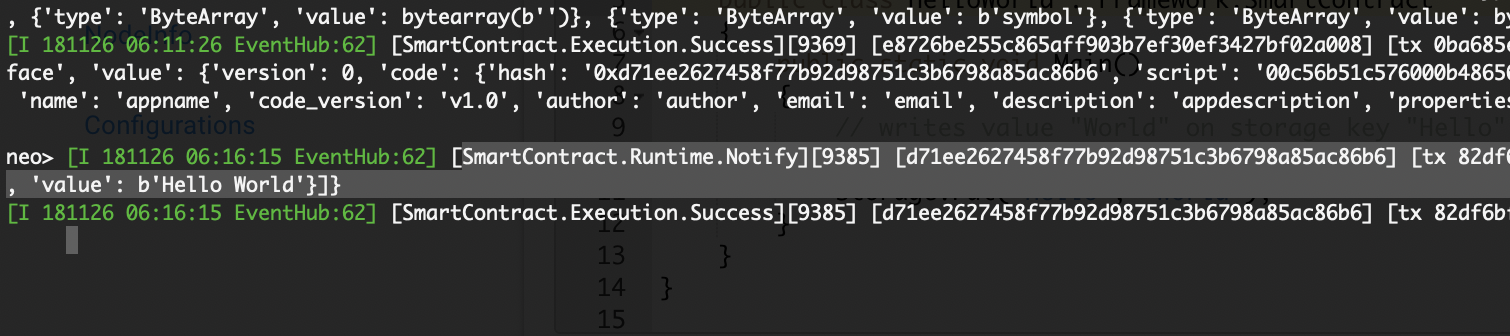 , {'type': 'ByteArray', 'value': bytearray(b'')}, {'type': 'ByteArray', 'value': b'symbol'}, {'type': 'ByteArray', 'value': b
[I 181126 06:11:26 EventHub:62] [SmartContract.Execution.Success][9369] [e8726be255c865aff903b7ef30ef3427bf02a008] [tx 0ba685
face', 'value': {'version': 0, 'code': {'hash': '0xd71ee2627458f77b92d98751c3b6798a85ac86b6', 'script': '00c56b51c576000b48656
'name': 'appname', 'code_version': 'v1.0', 'author': 'author', 'email': 'email', 'description': 'appdescription', 'properties
Configurations
9 // writes value "World" on storage key "Hello"
neo> [I 181126 06:16:15 EventHub:62] [SmartContract.Runtime.Notify][9385] [d71ee2627458f77b92d98751c3b6798a85ac86b6] [tx 82df6
, 'value': b'Hello World'}]}
[I 181126 06:16:15 EventHub:62] [SmartContract.Execution.Success][9385] [d71ee2627458f77b92d98751c3b6798a85ac86b6] [tx 82df6b
12 }
13 }
14 }
15